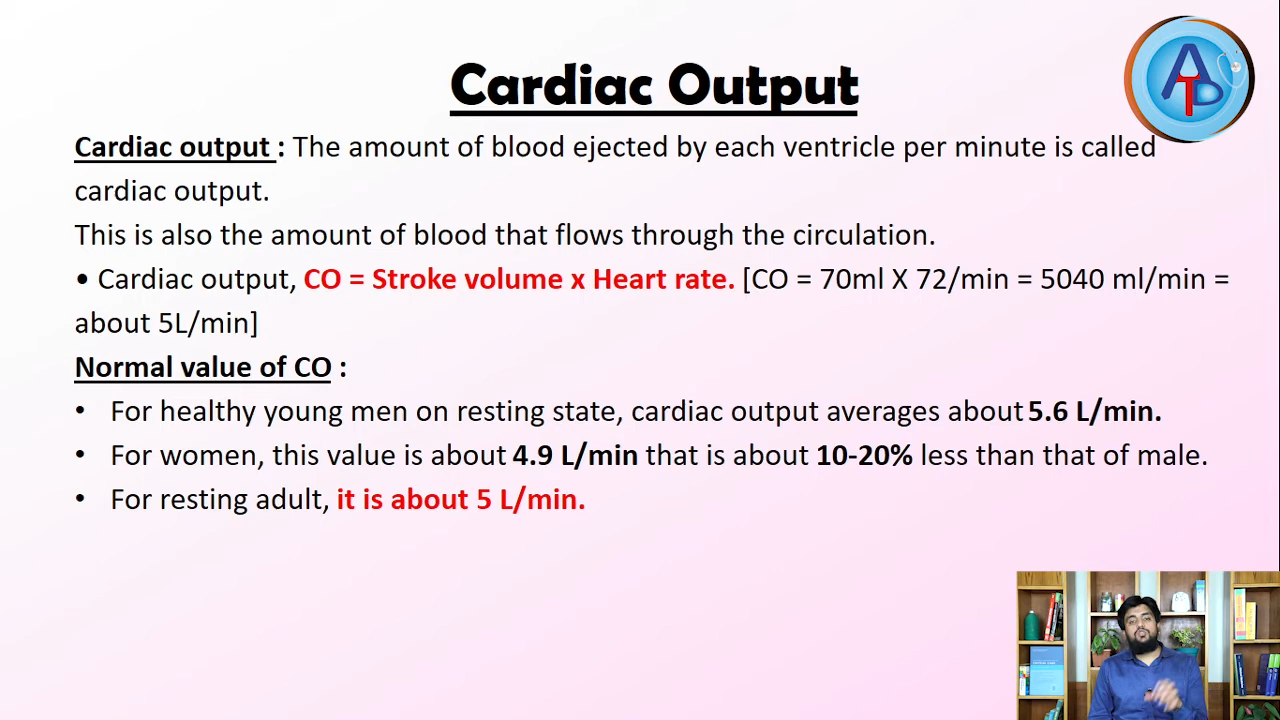 Cardiac Output
ATD
Cardiac output : The amount of blood ejected by each ventricle per minute is called
cardiac output.
This is also the amount of blood that flows through the circulation.
• Cardiac output, CO = Stroke volume x Heart rate. [CO = 70ml X 72/min = 5040 ml/min =
about 5L/min]
Normal value of CO :
• For healthy young men on resting state, cardiac output averages about 5.6 L/min.
• For women, this value is about 4.9 L/min that is about 10-20% less than that of male.
• For resting adult, it is about 5 L/min.